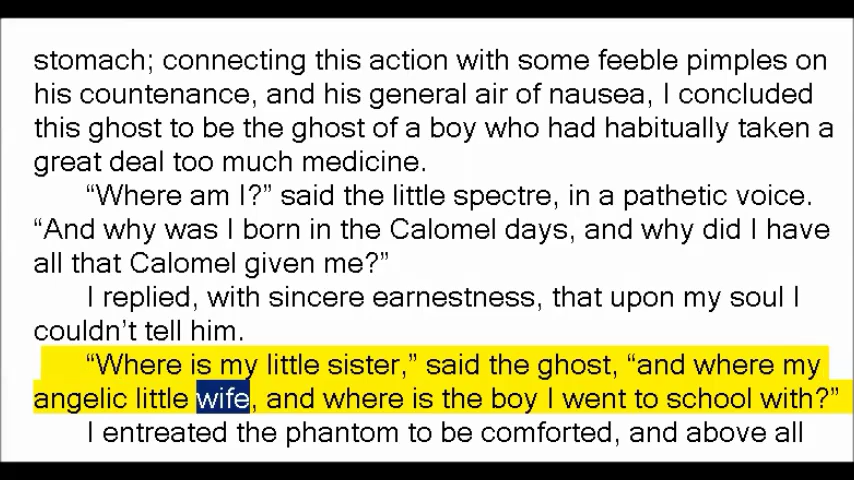 stomach; connecting this action with some feeble pimples on
his countenance, and his general air of nausea, I concluded
this ghost to be the ghost of a boy who had habitually taken a
great deal too much medicine.
“Where am I?” said the little spectre, in a pathetic voice.
“And why was I born in the Calomel days, and why did I have
all that Calomel given me?”
I replied, with sincere earnestness, that upon my soul I
couldn’t tell him.
“Where is my little sister,” said the ghost, “and where my
angelic little wife, and where is the boy I went to school with?”
I entreated the phantom to be comforted, and above all